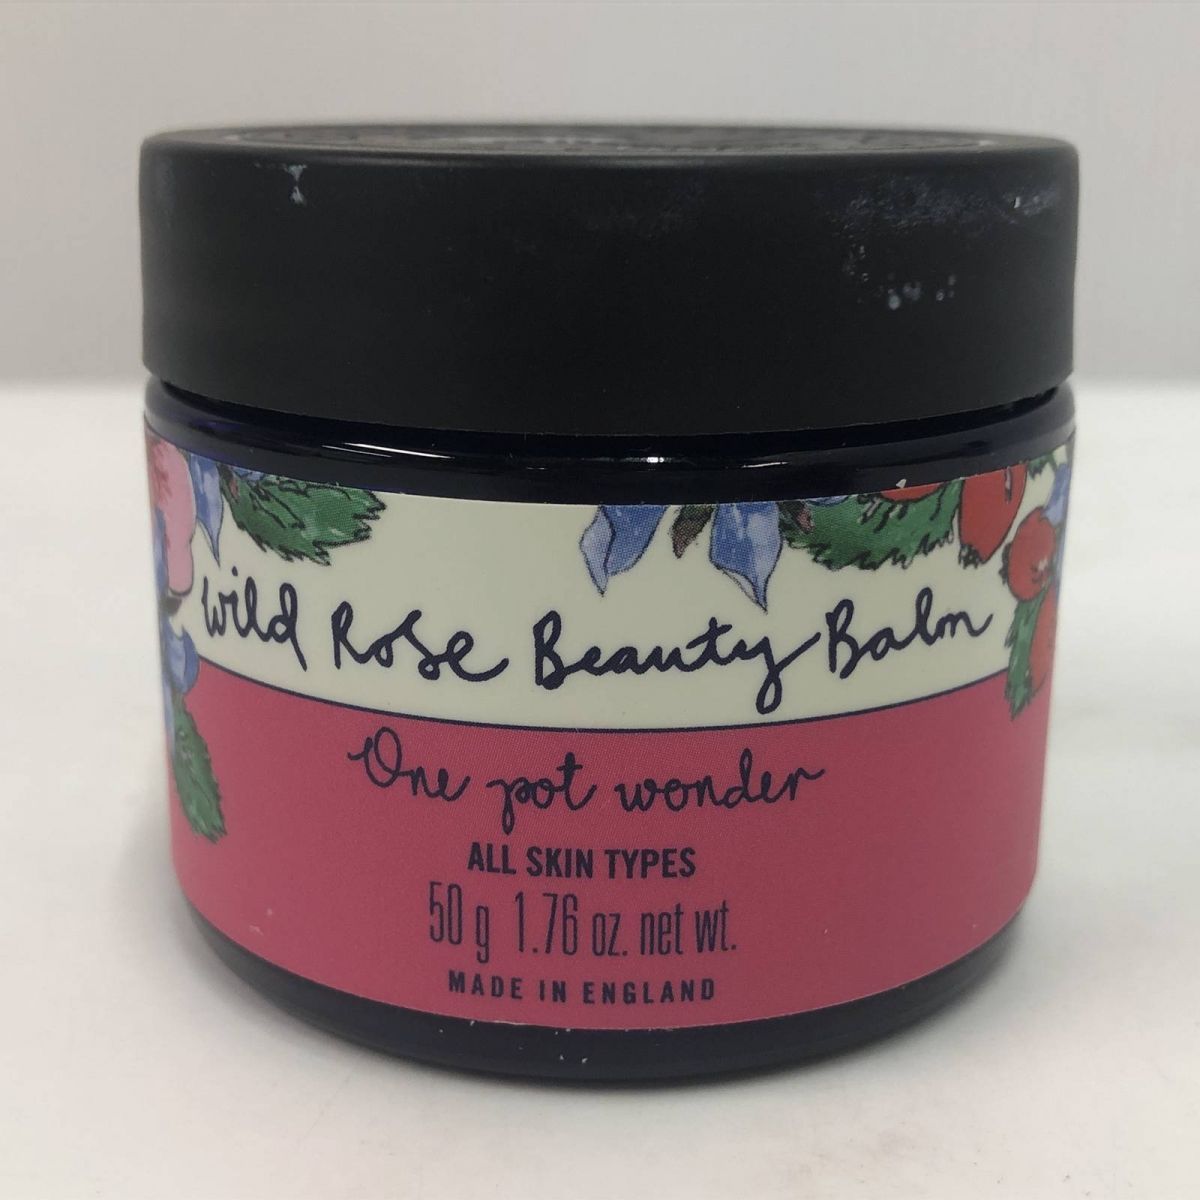 Wild Rose Beauty Balm
One pot wonder
ALL SKIN TYPES
50 g 1.76 oz. net wt.
MADE IN ENGLAND